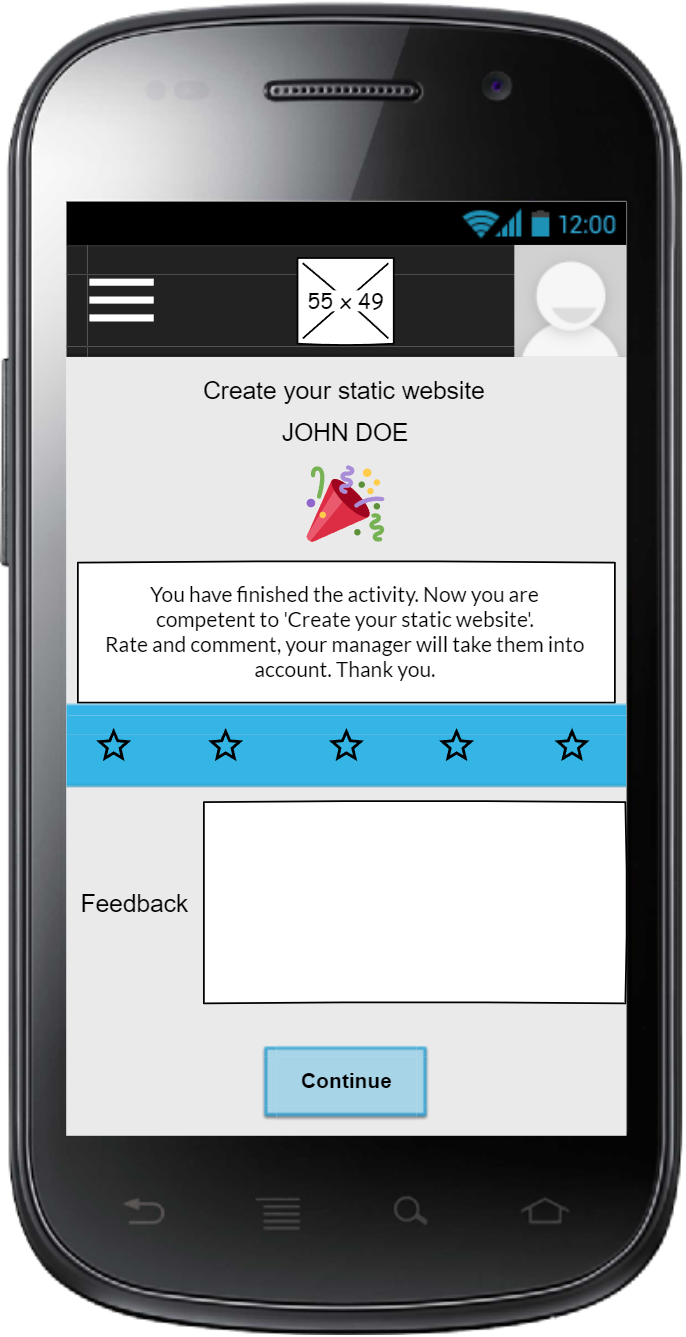 12:00
55 x 49
Create your static website
JOHN DOE
You have finished the activity. Now you are
competent to 'Create your static website'.
Rate and comment, your manager will take them into
account. Thank you.
Feedback
Continue